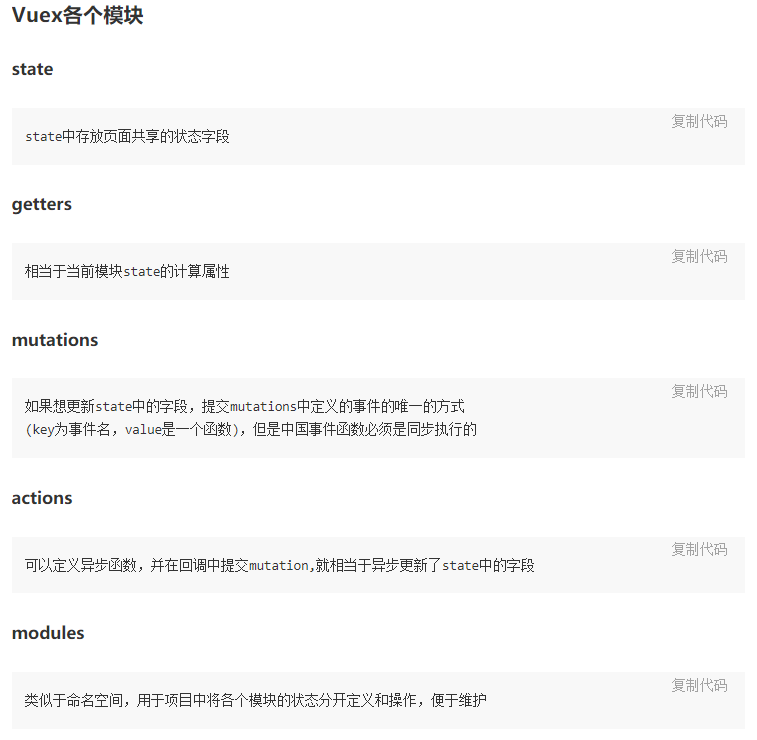 Vuex各个模块
state
复制代码
state中存放页面共享的状态字段
getters
复制代码
相当于当前模块state的计算属性
mutations
复制代码
如果想更新state中的字段，提交mutations中定义的事件的唯一的方式
(key为事件名，value是一个函数)，但是中国事件函数必须是同步执行的
actions
复制代码
可以定义异步函数，并在回调中提交mutation,就相当于异步更新了state中的字段
modules
复制代码
类似于命名空间，用于项目中将各个模块的状态分开定义和操作，便于维护